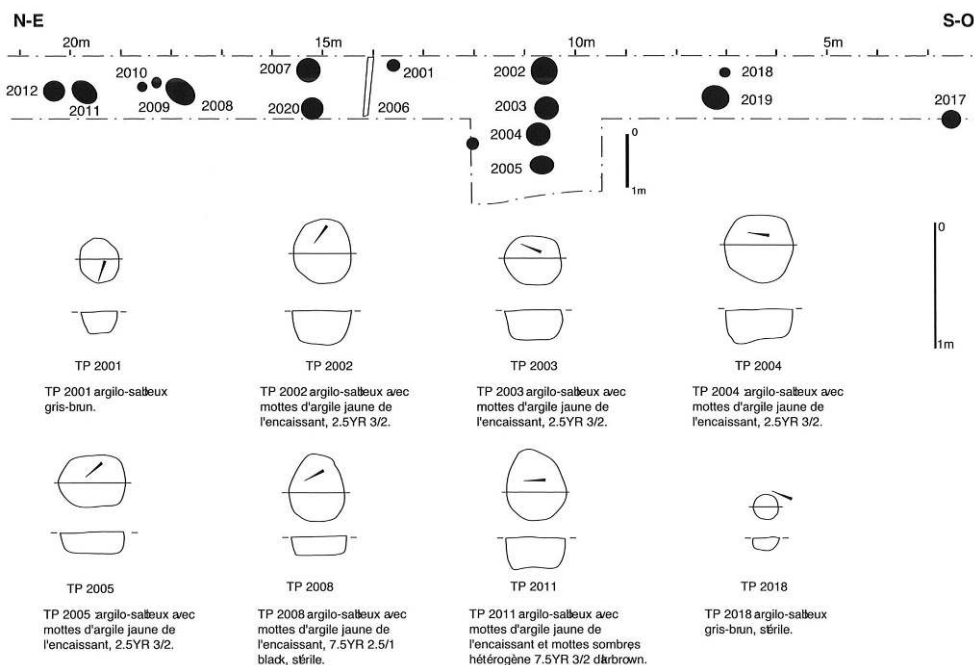 N-E S-O
20m 15m 10m 5m
2010 2007 2001 2002 2018
2012 2003 2019 2017
2011 2009 2008 2020 2006 2004
0
2005
1m
0
1m
TP 2001 TP 2002 TP 2003 TP 2004
TP 2001 argilo-sableux
gris-brun.
TP 2002 argilo-sableux avec
mottes d'argile jaune de
l'encaissant, 2.5YR 3/2.
TP 2003 argilo-sableux avec
mottes d'argile jaune de
l'encaissant, 2.5YR 3/2.
TP 2004 argilo-sableux avec
mottes d'argile jaune de
l'encaissant, 2.5YR 3/2.
TP 2005 TP 2008 TP 2011 TP 2018
TP 2005 argilo-sableux avec
mottes d'argile jaune de
l'encaissant, 2.5YR 3/2.
TP 2008 argilo-sableux avec
mottes d'argile jaune de
l'encaissant, 7.5YR 2.5/1
black, stérile.
TP 2011 argilo-sableux avec
mottes d'argile jaune de
l'encaissant et mottes sombres
hétérogène 7.5YR 3/2 darkbrown.
TP 2018 argilo-sableux
gris-brun, stérile.